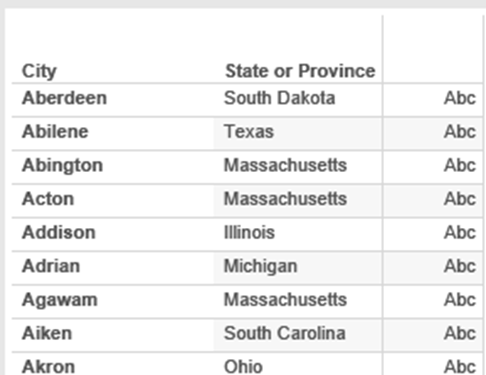 City State or Province
Aberdeen South Dakota Abc
Abilene Texas Abc
Abington Massachusetts Abc
Acton Massachusetts Abc
Addison Illinois Abc
Adrian Michigan Abc
Agawam Massachusetts Abc
Aiken South Carolina Abc
Akron Ohio Abc